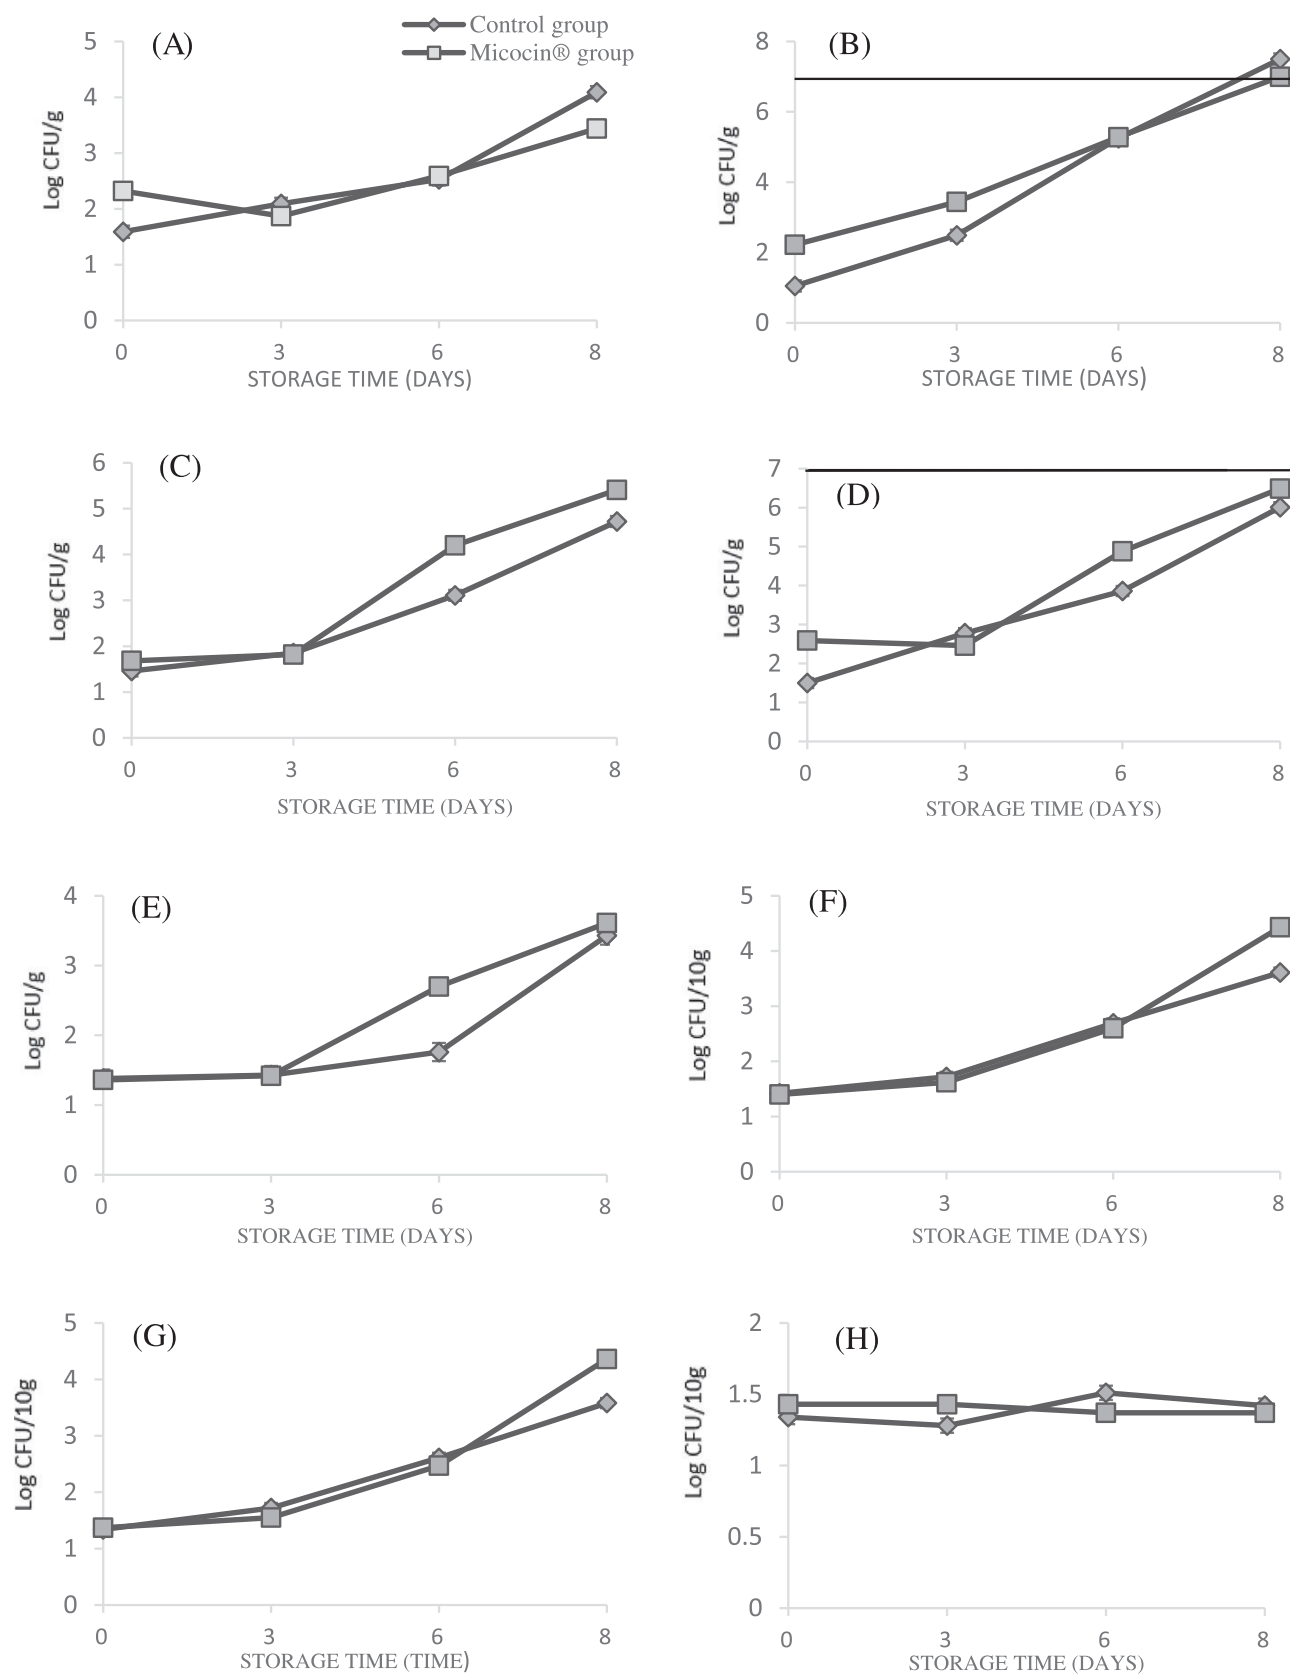 Control group
Micocin® group
(A)
5
4
3
2
1
0
Log CFU/g
0 3 6 8
STORAGE TIME (DAYS)
(B)
8
6
4
2
0
Log CFU/g
0 3 6 8
STORAGE TIME (DAYS)
(C)
6
5
4
3
2
1
0
Log CFU/g
0 3 6 8
STORAGE TIME (DAYS)
(D)
7
6
5
4
3
2
1
0
Log CFU/g
0 3 6 8
STORAGE TIME (DAYS)
(E)
4
3
2
1
0
Log CFU/g
0 3 6 8
STORAGE TIME (DAYS)
(F)
5
4
3
2
1
0
Log CFU/10g
0 3 6 8
STORAGE TIME (DAYS)
(G)
5
4
3
2
1
0
Log CFU/10g
0 3 6 8
STORAGE TIME (TIME)
(H)
2
1.5
1
0.5
0
Log CFU/10g
0 3 6 8
STORAGE TIME (DAYS)